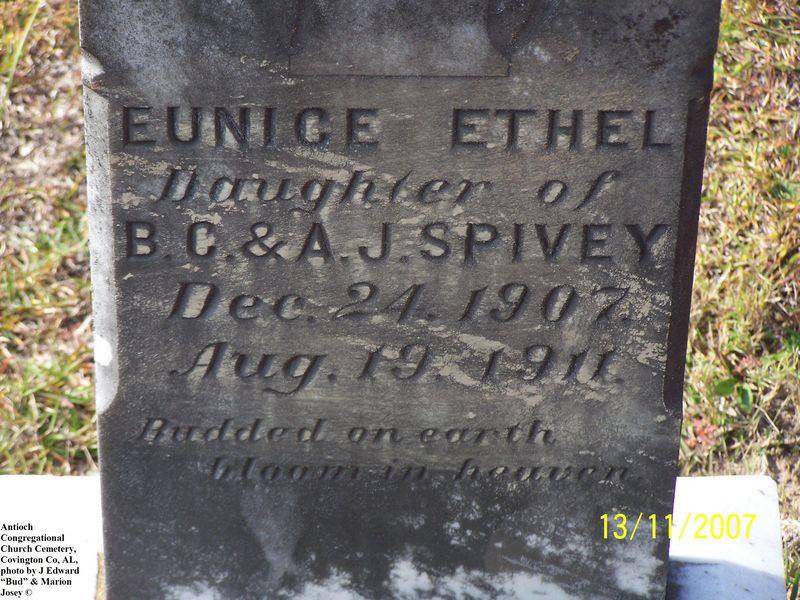 EUNICE ETHEL
Daughter of
B.C.&A.J.SPIVEY
Dec. 24. 1907.
Aug. 19. 1911.
Budded on earth
bloom in heaven.
13/11/2007
Antioch
Congregational
Church Cemetery,
Covington Co, AL,
photo by J Edward
“Bud” & Marion
Josey ©